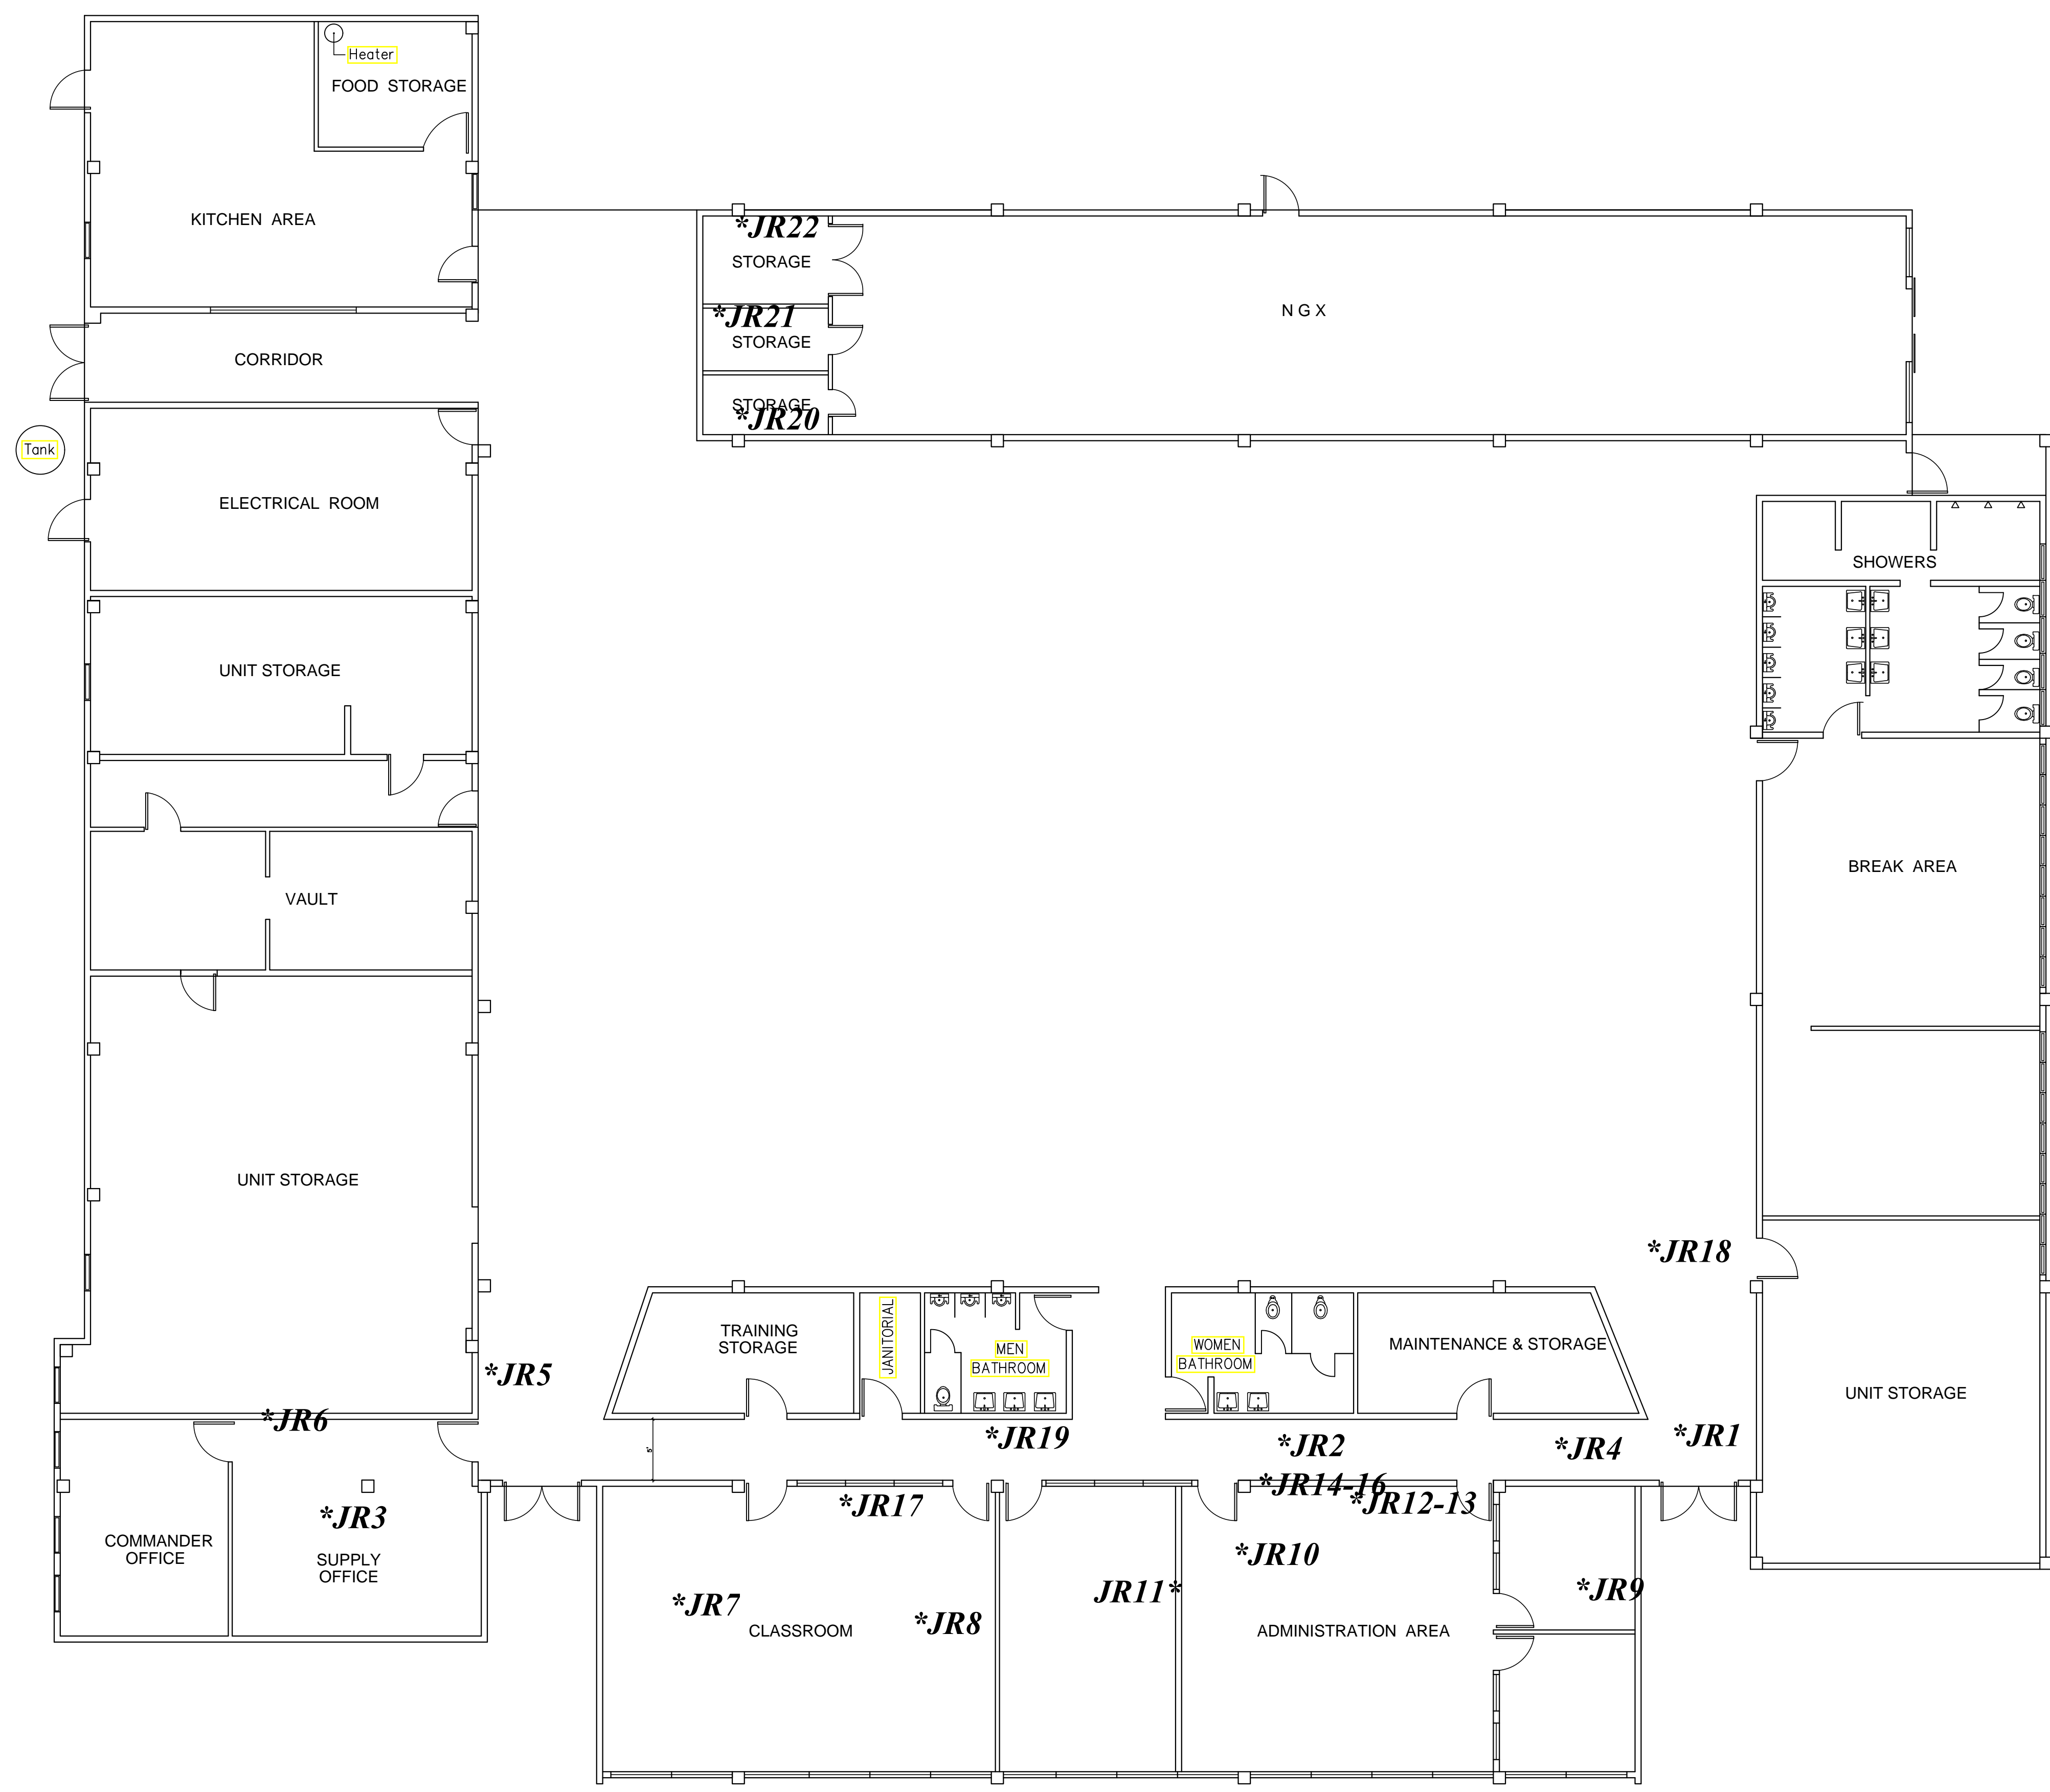 Heater
FOOD STORAGE
KITCHEN AREA
*JR22
STORAGE
N G X
*JR21
STORAGE
CORRIDOR
STORAGE
*JR20
Tank
ELECTRICAL ROOM
SHOWERS
UNIT STORAGE
BREAK AREA
VAULT
UNIT STORAGE
*JR18
TRAINING
STORAGE
JANITORIAL
MEN
BATHROOM
WOMEN
BATHROOM
MAINTENANCE & STORAGE
*JR5
UNIT STORAGE
*JR6
*JR19
*JR2
*JR4
*JR1
5'
*JR14-16
*JR12-13
*JR17
*JR3
COMMANDER
OFFICE
SUPPLY
OFFICE
*JR10
*JR7
JR11*
*JR9
*JR8
CLASSROOM
ADMINISTRATION AREA